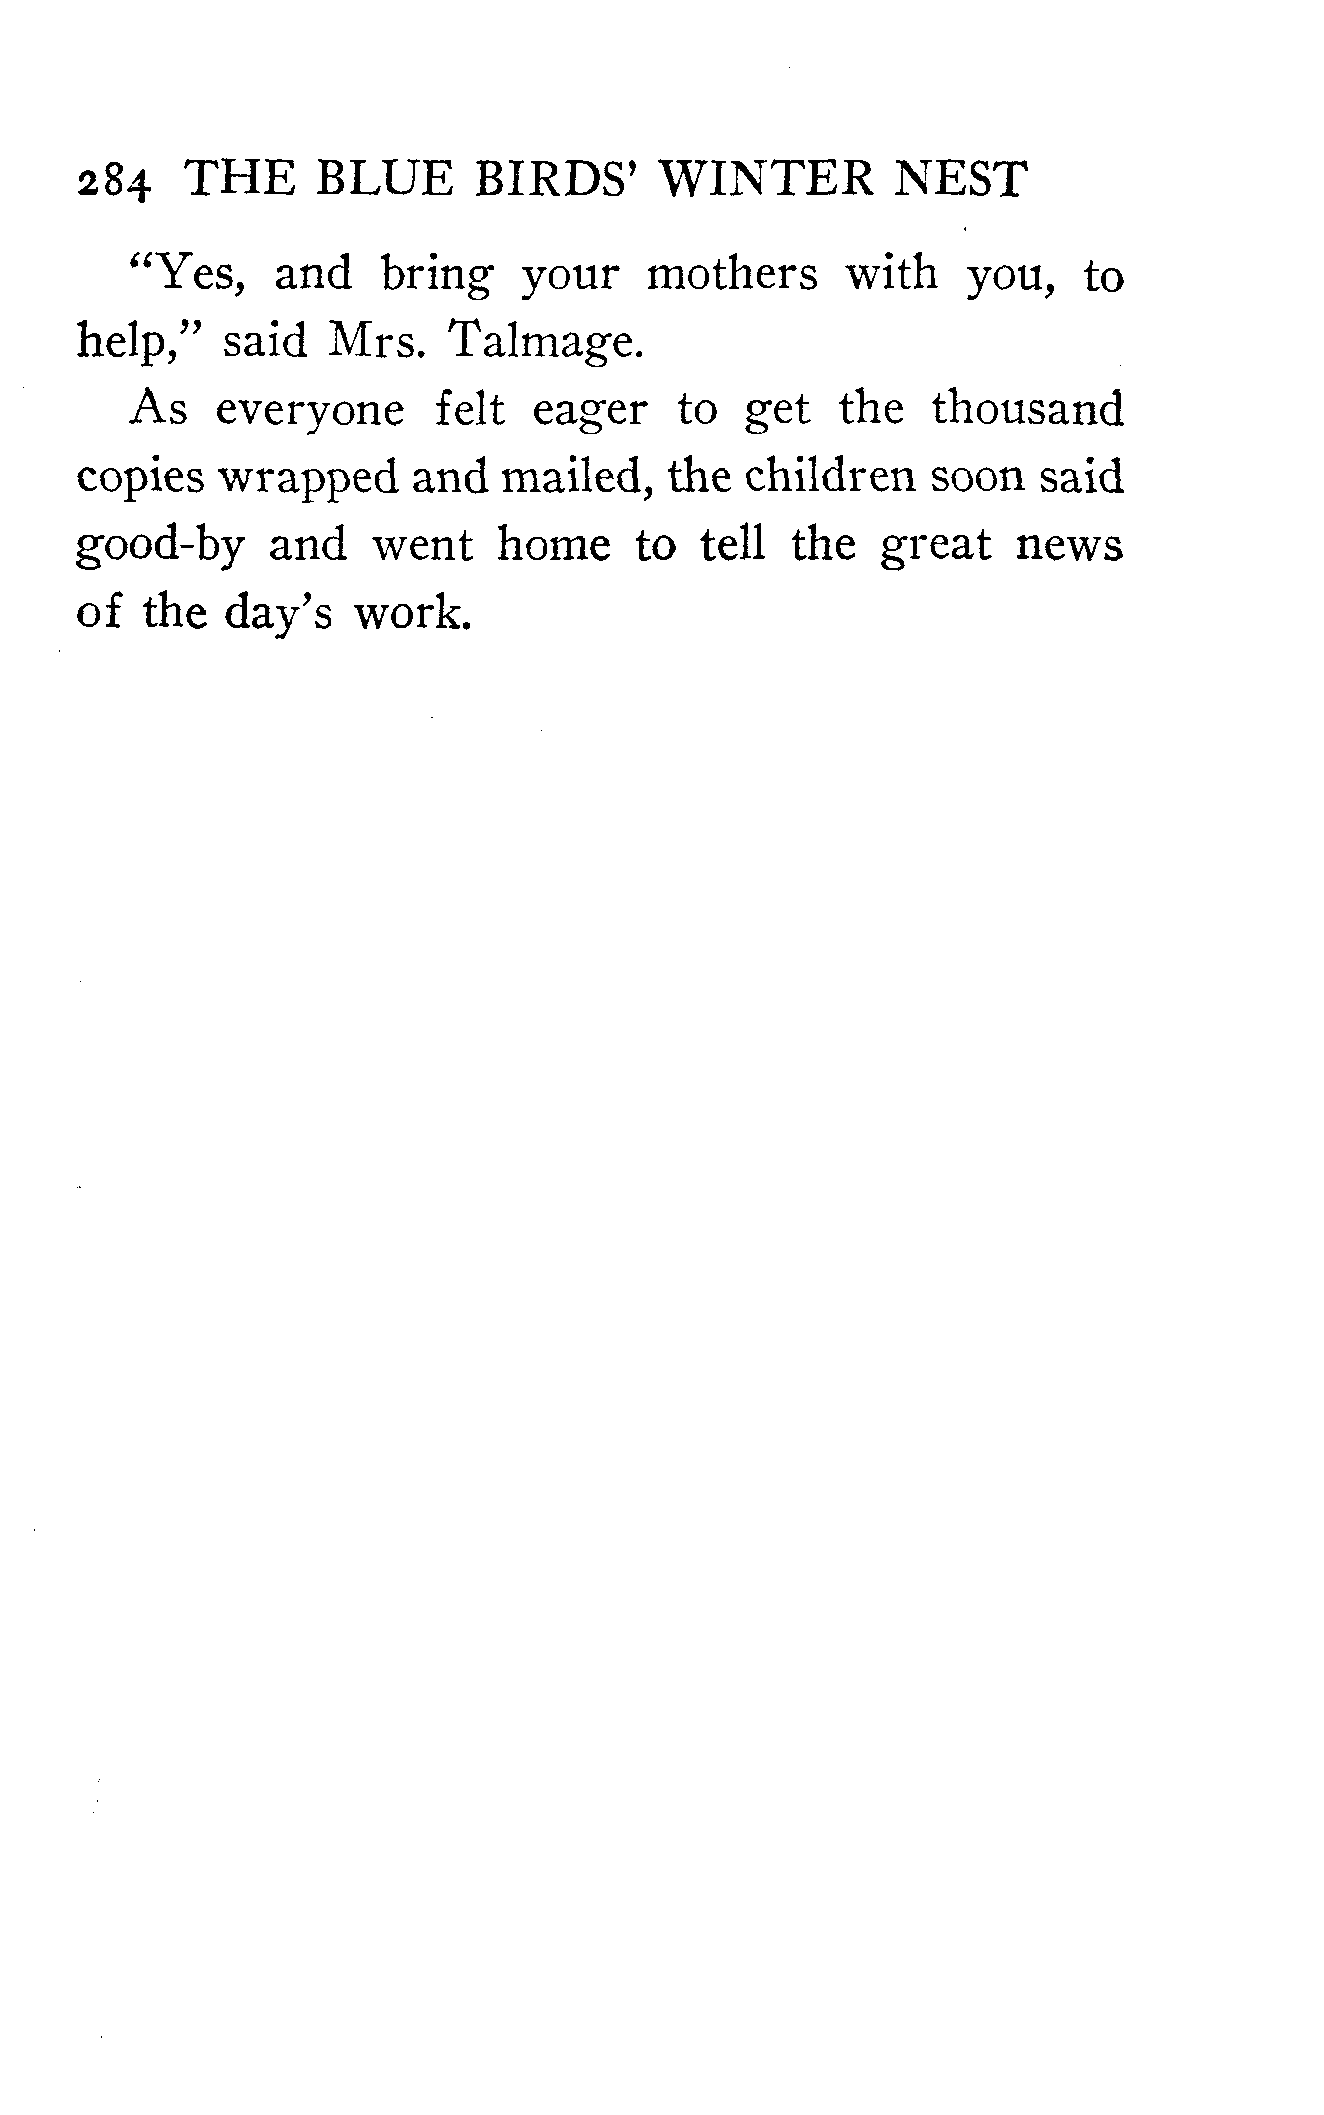 284 THE BLUE BIRDS' WINTER NEST
“Yes, and bring your mothers with you, to
help,” said Mrs. Talmage.
As everyone felt eager to get the thousand
copies wrapped and mailed, the children soon said
good-by and went home to tell the great news
of the day's work.